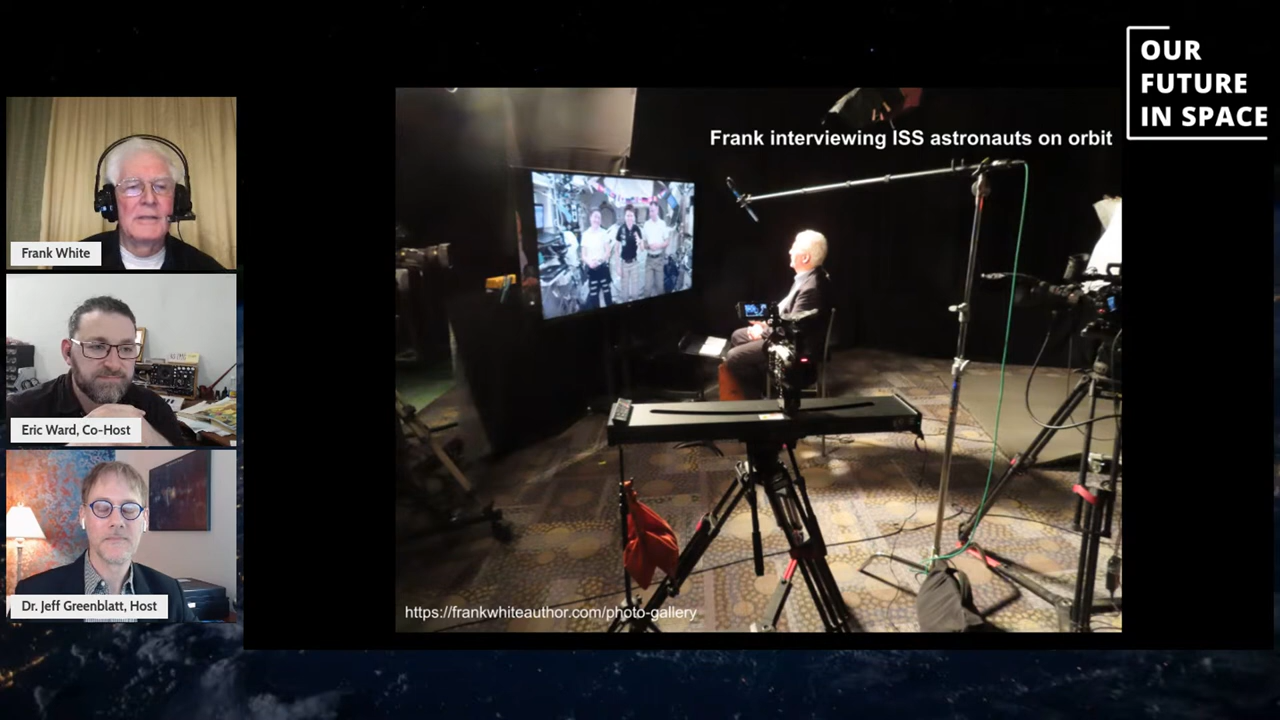 OUR
FUTURE
IN SPACE
Frank interviewing ISS astronauts on orbit
Frank White
Eric Ward, Co-Host
Dr. Jeff Greenblatt, Host
https://frankwhiteauthor.com/photo-gallery